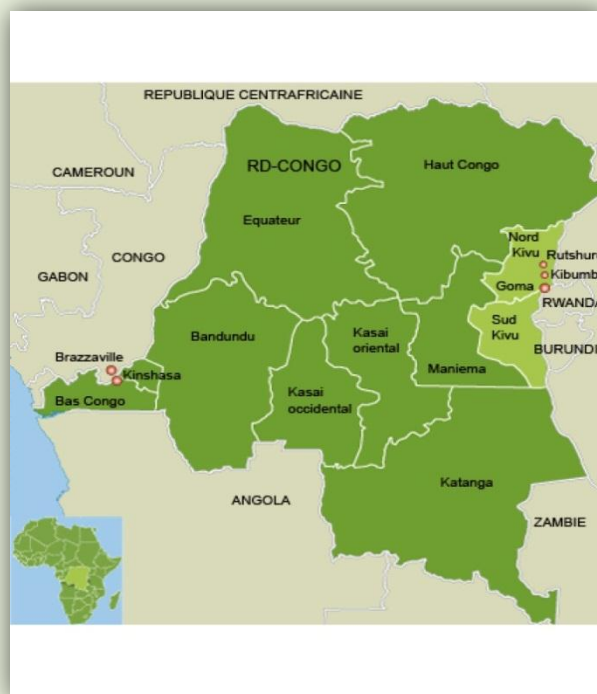 REPUBLIQUE CENTRAFRICAINE
CAMEROUN
RD-CONGO
Haut Congo
Equateur
CONGO
GABON
Nord
Kivu
Rutshuru
Kibumb
Goma
RWANDA
Sud
Kivu
BURUNDI
Bandundu
Kasai
oriental
Maniema
Brazzaville
Kinshasa
Bas Congo
Kasai
occidental
Katanga
ANGOLA
ZAMBIE